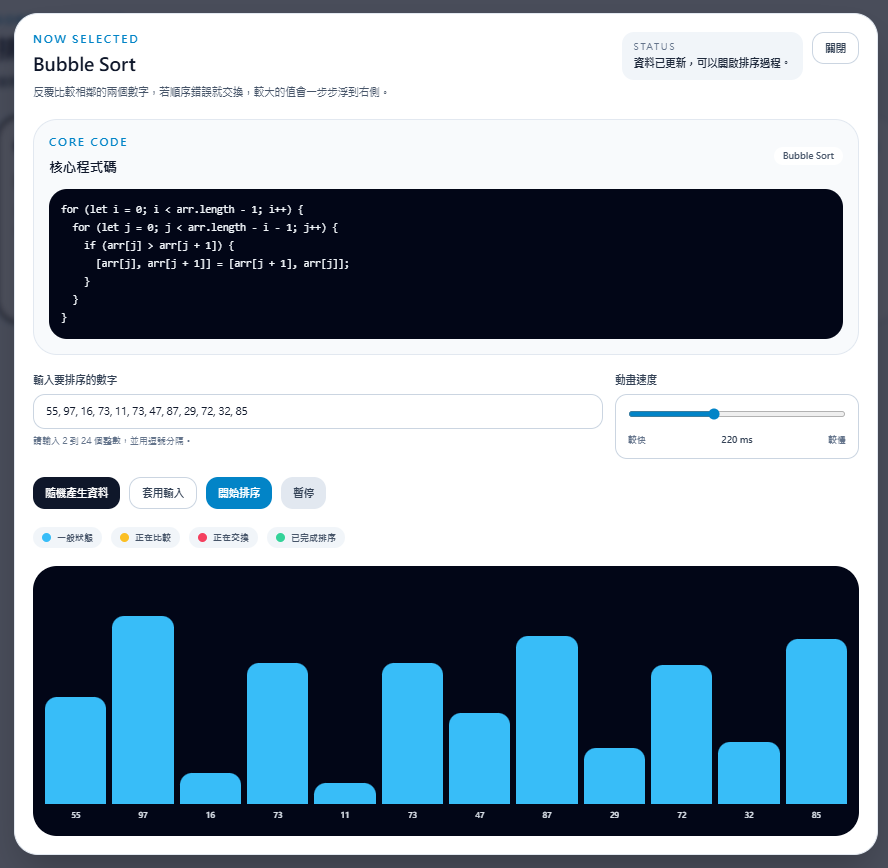 NOW SELECTED
Bubble Sort
反覆比較相鄰的兩個數字，若順序錯誤就交換，較大的值會一步步浮到右側。
STATUS
資料已更新，可以開啟排序過程。
關閉
CORE CODE
核心程式碼
Bubble Sort
for (let i = 0; i < arr.length - 1; i++) {
  for (let j = 0; j < arr.length - i - 1; j++) {
    if (arr[j] > arr[j + 1]) {
      [arr[j], arr[j + 1]] = [arr[j + 1], arr[j]];
    }
  }
}
輸入要排序的數字
55, 97, 16, 73, 11, 73, 47, 87, 29, 72, 32, 85
請輸入 2 到 24 個整數，並用逗號分隔。
動畫速度
較快 220 ms 較慢
隨機產生資料 套用輸入 開始排序 暫停
一般狀態 正在比較 正在交換 已完成排序
55 97 16 73 11 73 47 87 29 72 32 85